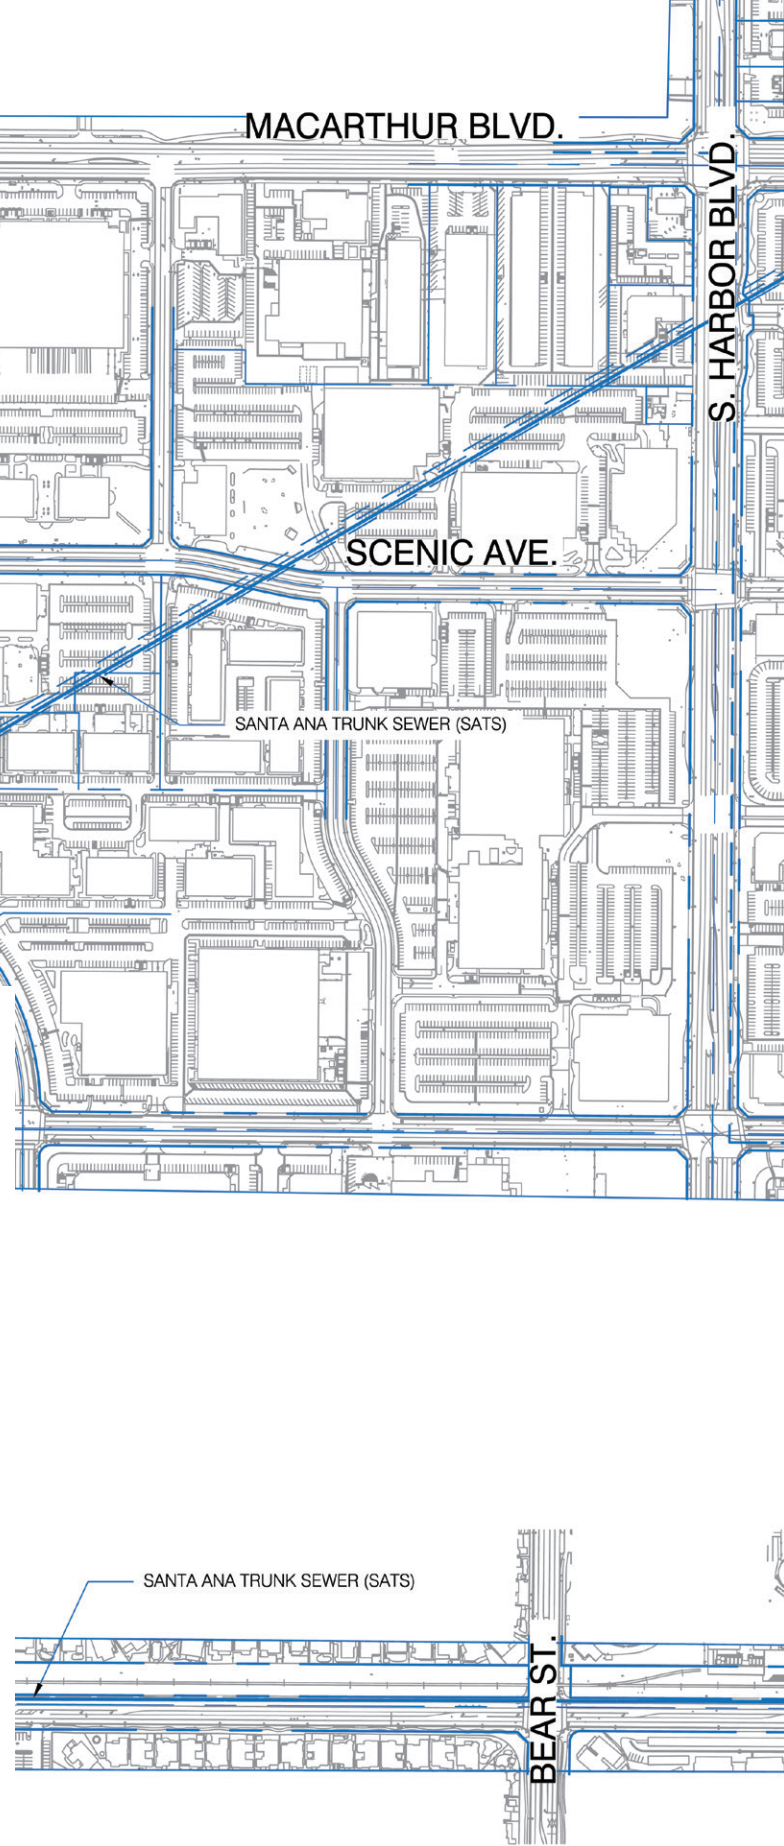 MACARTHUR BLVD.
S. HARBOR BLVD.
SCENIC AVE.
SANTA ANA TRUNK SEWER (SATS)
SANTA ANA TRUNK SEWER (SATS)
BEAR ST.